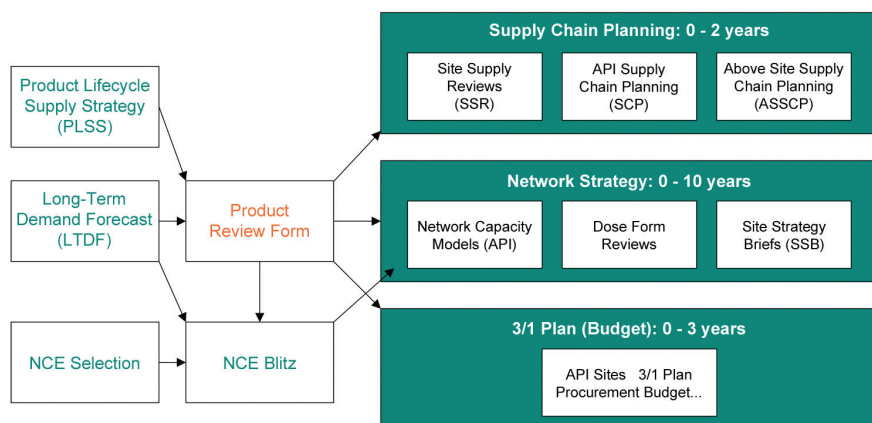 Supply Chain Planning: 0 - 2 years
Site Supply
Reviews
(SSR)
API Supply
Chain Planning
(SCP)
Above Site Supply
Chain Planning
(ASSCP)
Product Lifecycle
Supply Strategy
(PLSS)
Long-Term
Demand Forecast
(LTDF)
Product
Review Form
Network Strategy: 0 - 10 years
Network Capacity
Models (API)
Dose Form
Reviews
Site Strategy
Briefs (SSB)
NCE Selection
NCE Blitz
3/1 Plan (Budget): 0 - 3 years
API Sites 3/1 Plan
Procurement Budget...